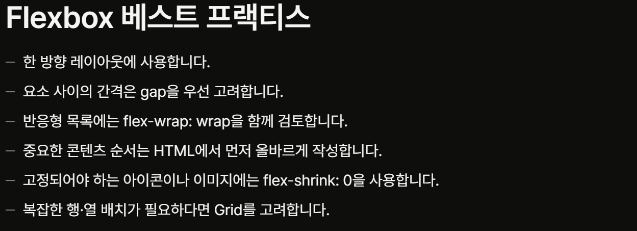 Flexbox 베스트 프랙티스
— 한 방향 레이아웃에 사용합니다.
— 요소 사이의 간격은 gap을 우선 고려합니다.
— 반응형 목록에는 flex-wrap: wrap을 함께 검토합니다.
— 중요한 콘텐츠 순서는 HTML에서 먼저 올바르게 작성합니다.
— 고정되어야 하는 아이콘이나 이미지에는 flex-shrink: 0을 사용합니다.
— 복잡한 행·열 배치가 필요하다면 Grid를 고려합니다.